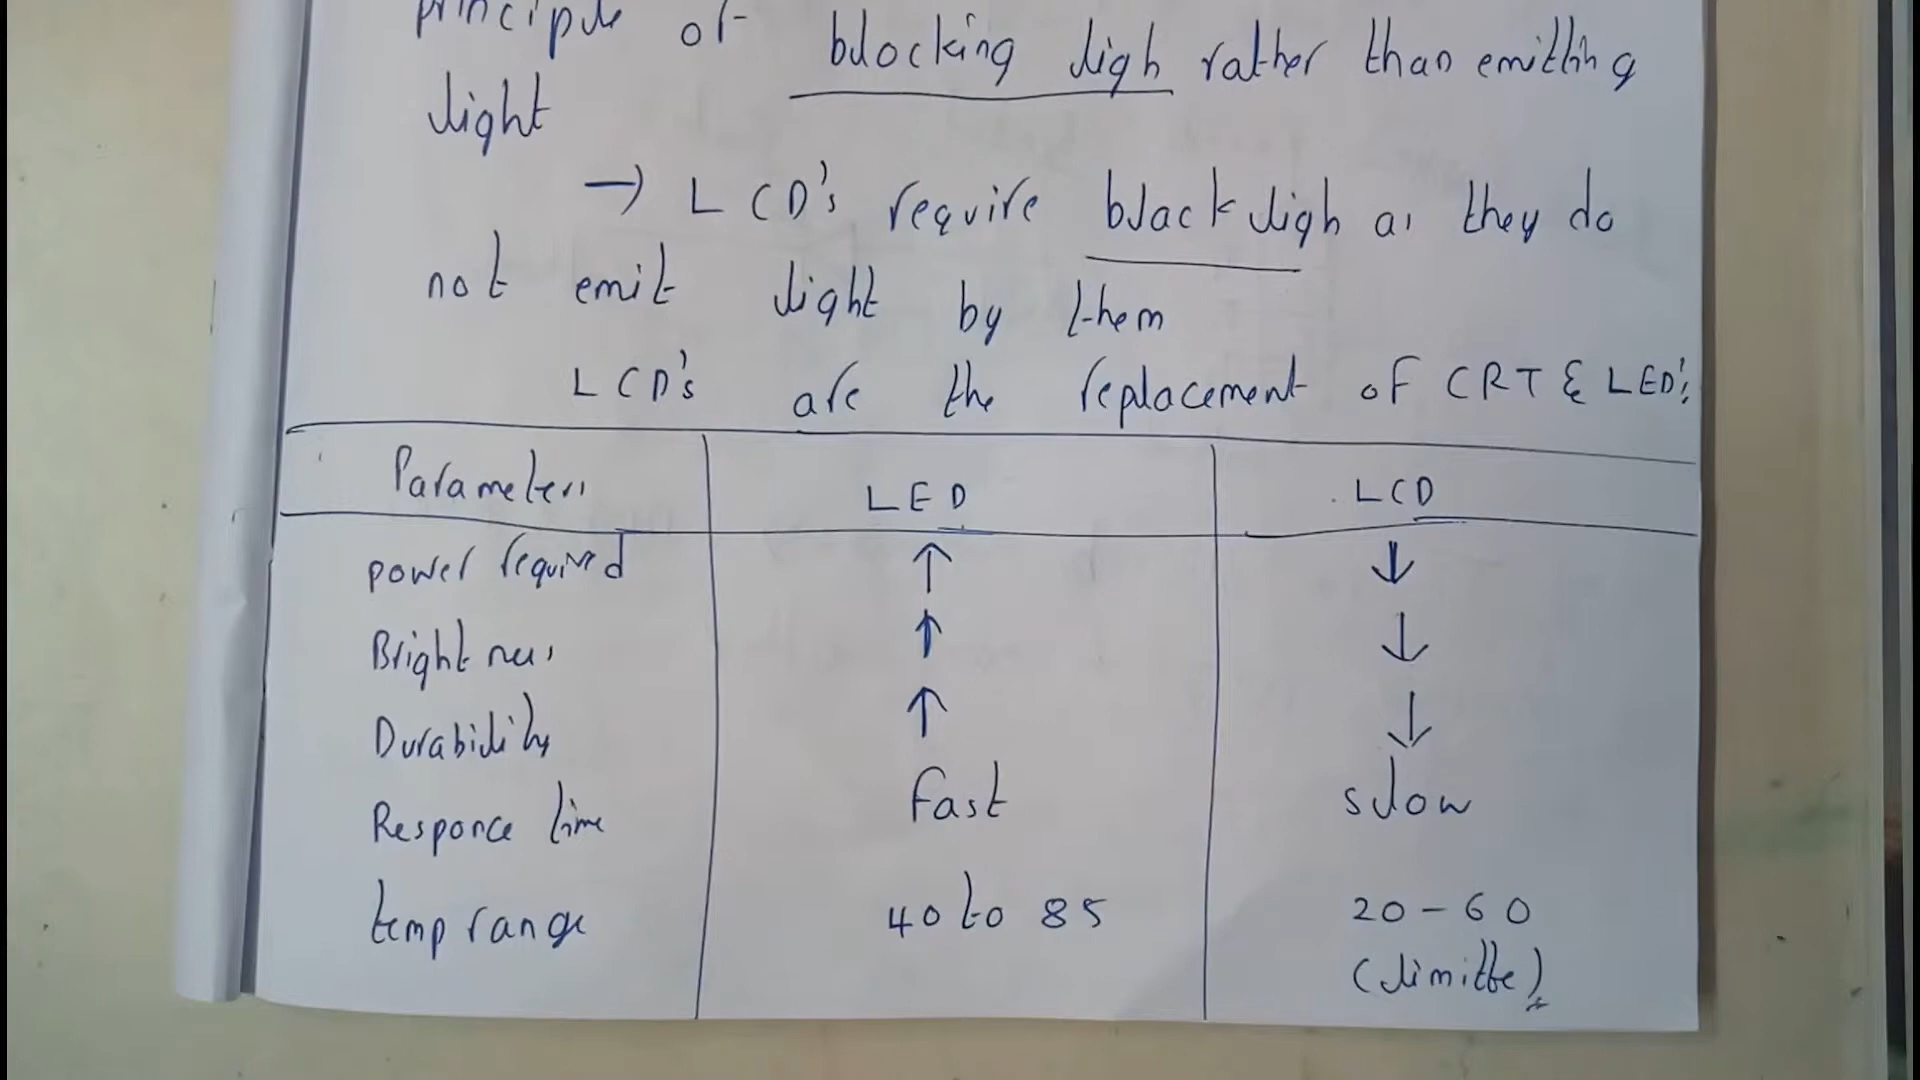 principle of blocking ligh rather than emitting
light
→ LCD's require back ligh as they do
not emit light by them
LCD's are the replacement of CRT & LED's
Parameters LED LCD
power required ↑ ↓
Brightness ↑ ↓
Durability ↑ ↓
Responce time Fast slow
temp range 40 to 85 20-60
(limitte)